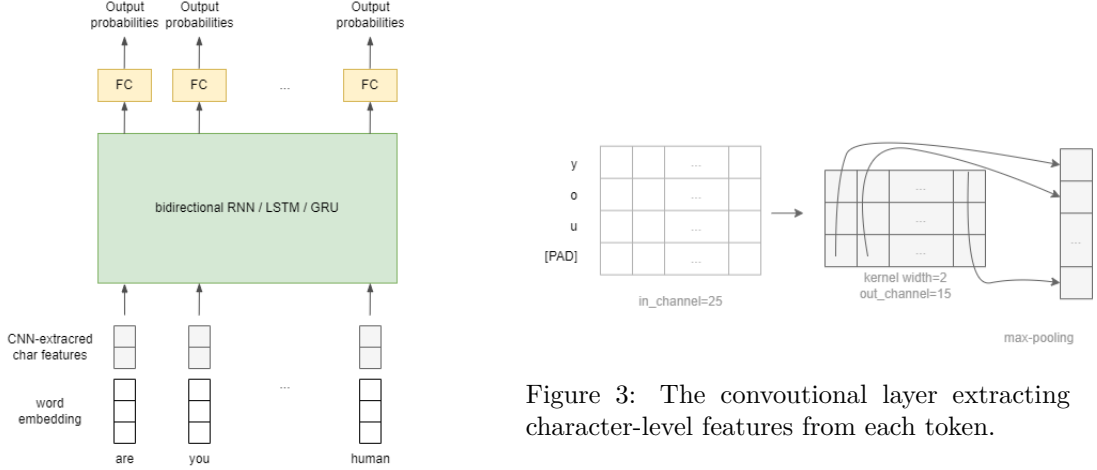 Output Output Output
probabilities probabilities probabilities
FC FC ... FC
bidirectional RNN / LSTM / GRU
CNN-extracred
char features
...
word
embedding
are you human
y
...
o
...
u
...
[PAD]
...
in_channel=25
...
...
...
kernel width=2
out_channel=15
...
max-pooling
Figure 3: The convoutional layer extracting
character-level features from each token.